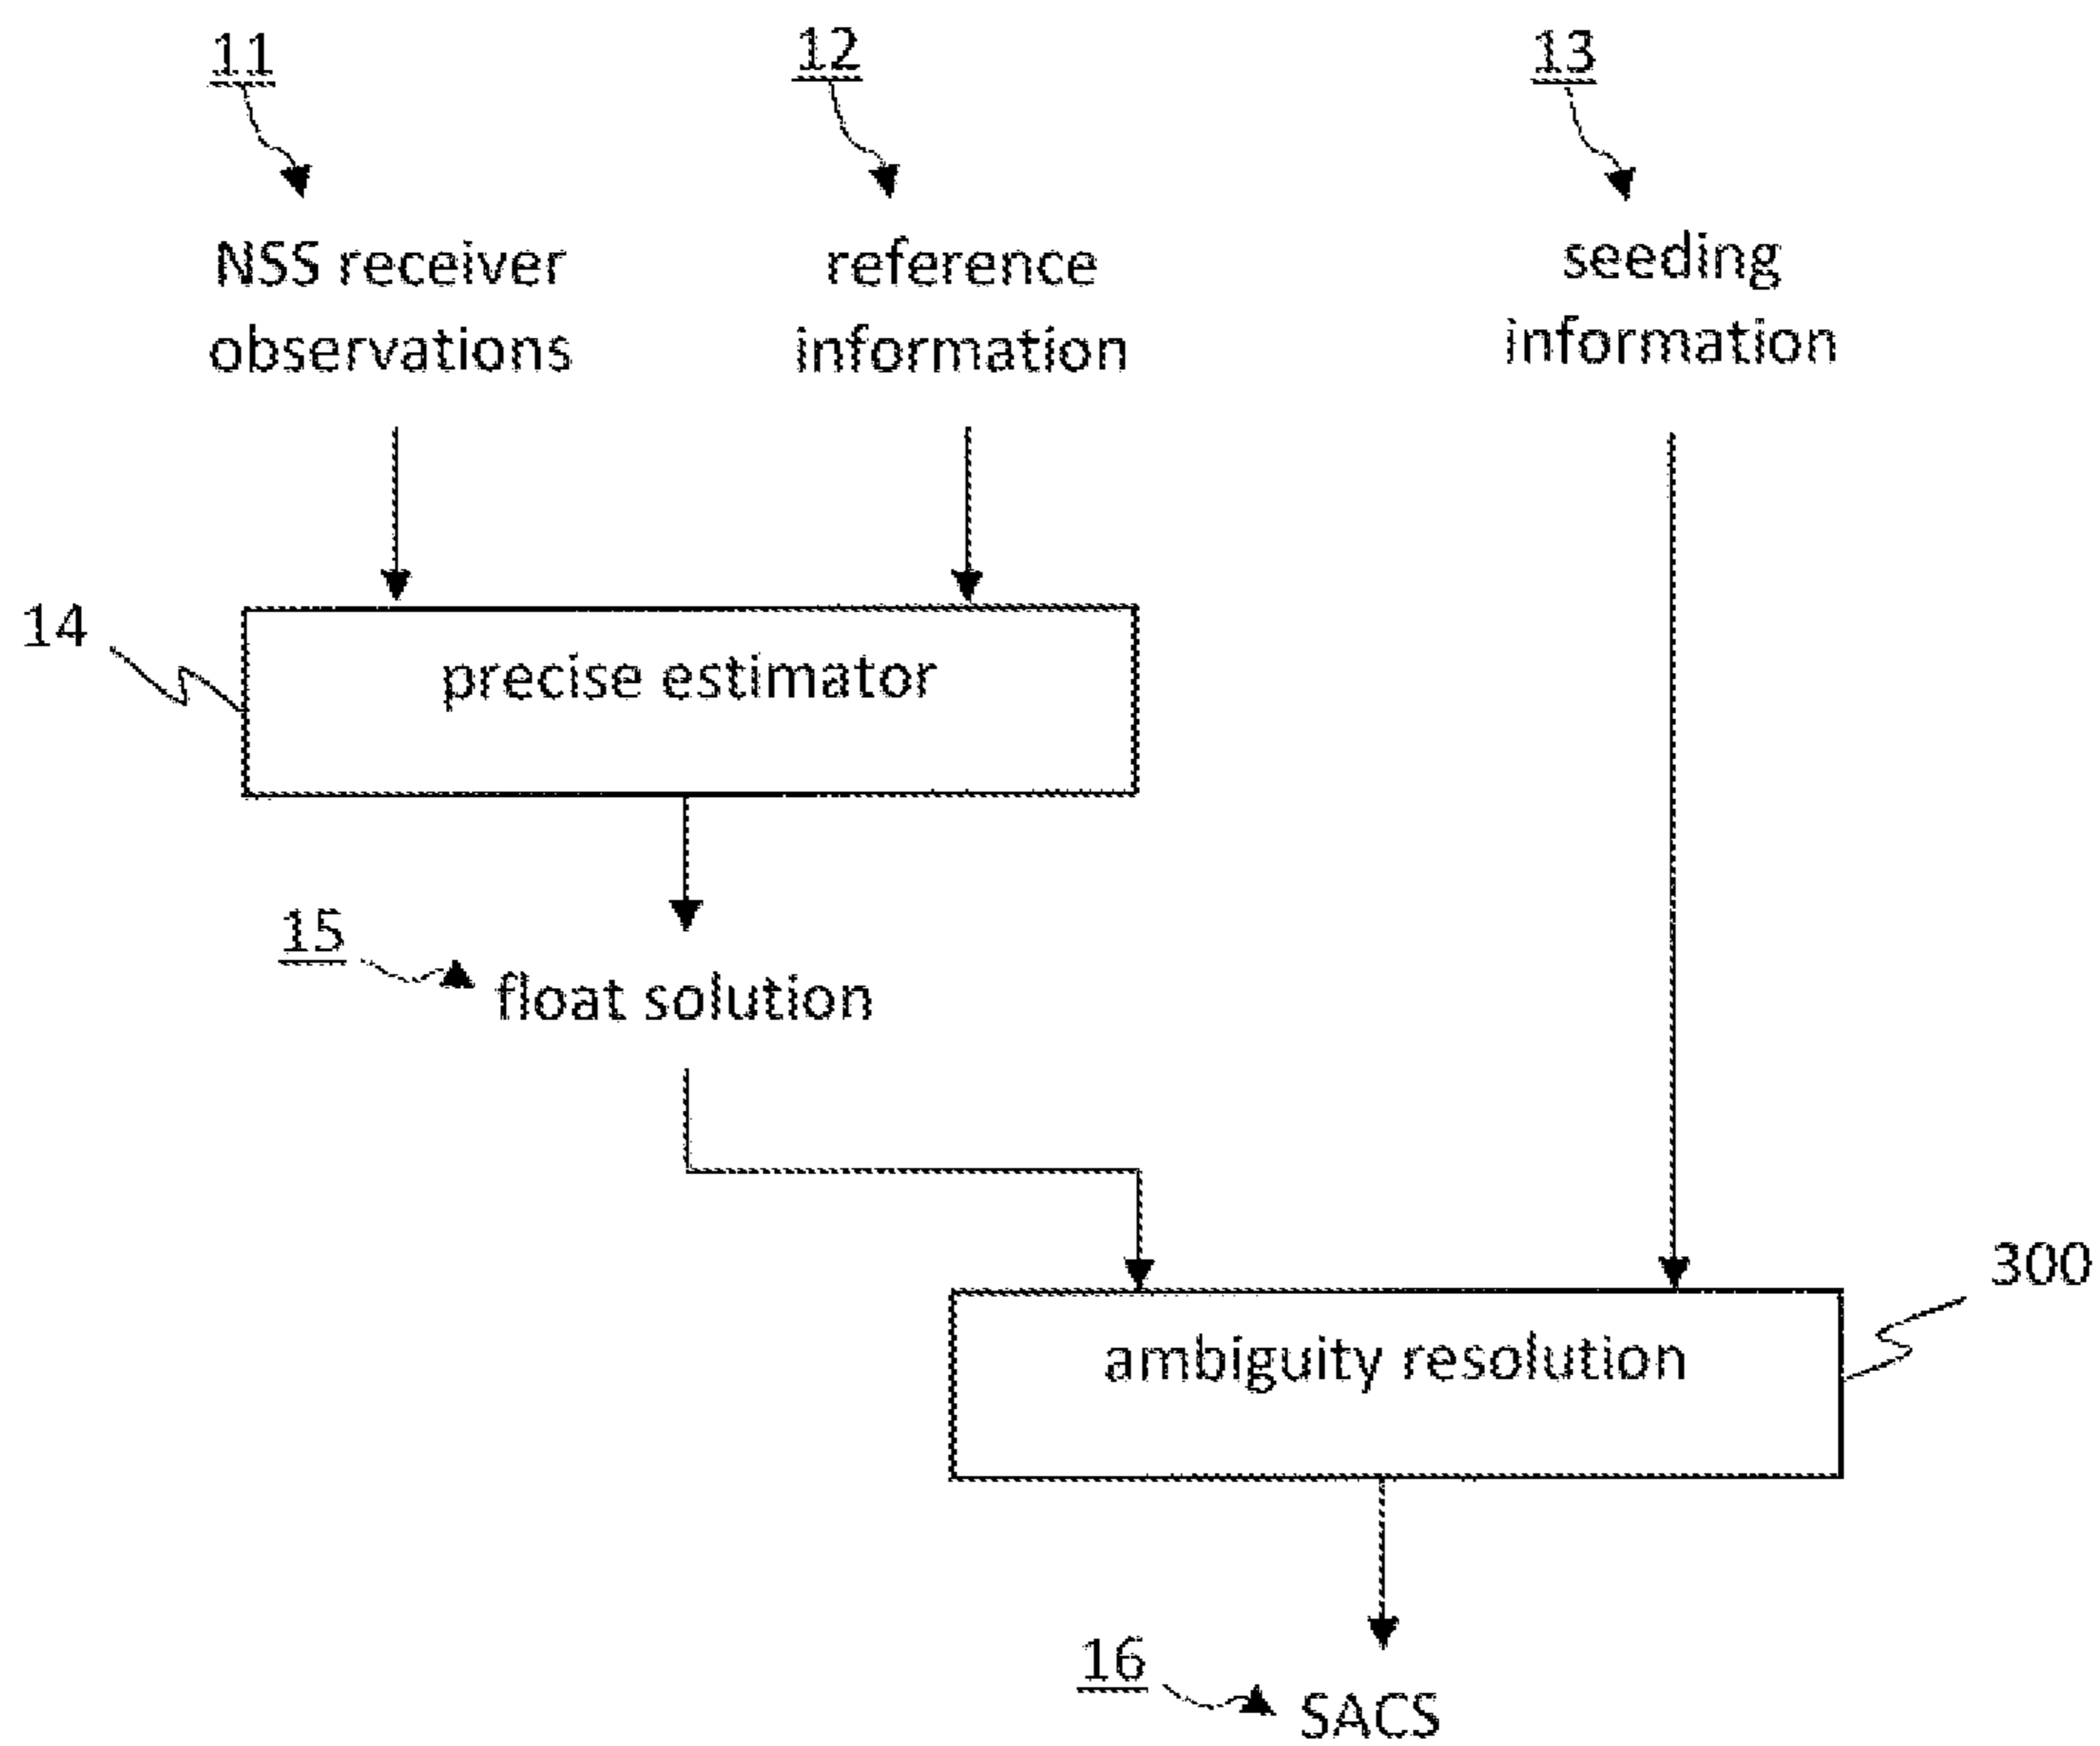 11
12
13
NSS receiver
observations
reference
information
seeding
information
14
precise estimator
15
float solution
300
ambiguity resolution
16
SACS